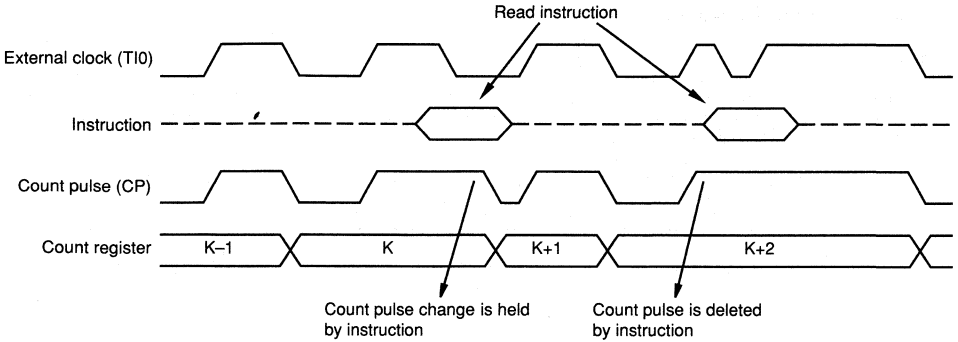 Read instruction
External clock (TI0)
Instruction
Count pulse (CP)
Count register
K–1
K
K+1
K+2
Count pulse change is held
by instruction
Count pulse is deleted
by instruction